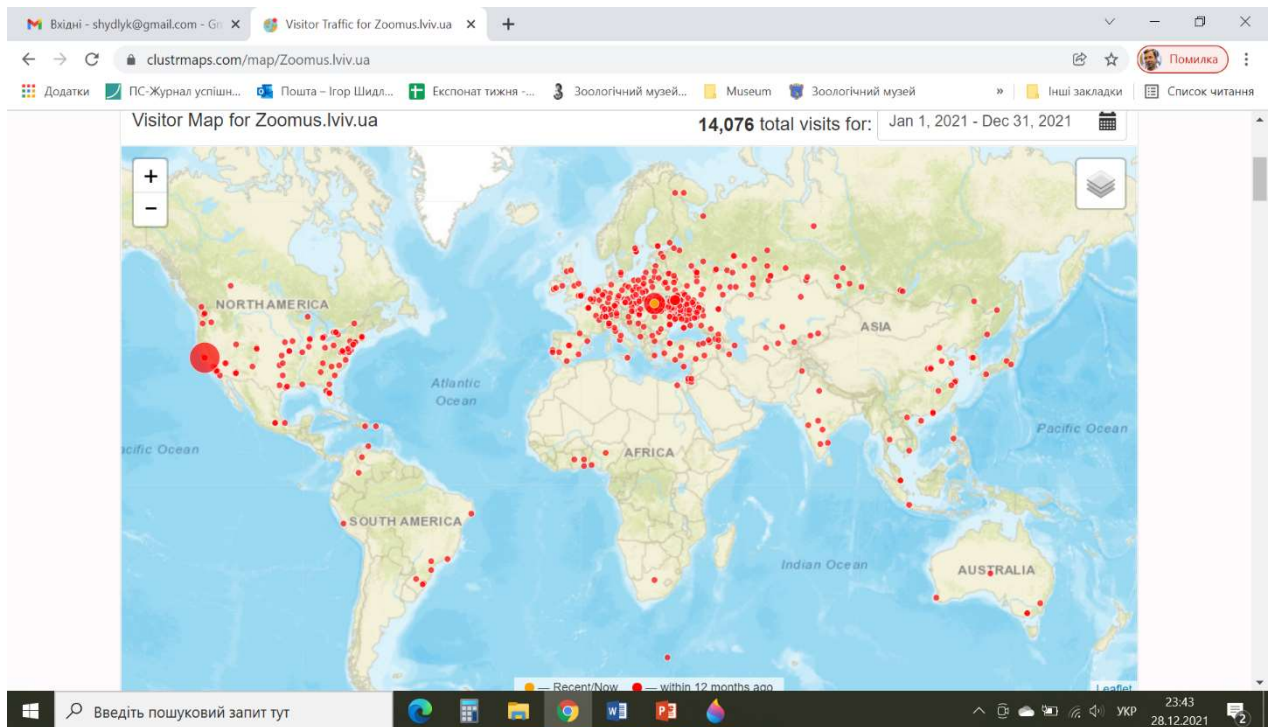 Вхідні - shydlyk@gmail.com - Gm
Visitor Traffic for Zoomus.lviv.ua
clustrmaps.com/map/Zoomus.lviv.ua
Помилка
Додатки
ПС-Журнал успішн...
Пошта – Ігор Шидл...
Експонат тижня -...
Зоологічний музей...
Museum
Зоологічний музей
»
Інші закладки
Список читання
Visitor Map for Zoomus.lviv.ua
14,076 total visits for:
Jan 1, 2021 - Dec 31, 2021
+
−
NORTH AMERICA
ASIA
Atlantic
Ocean
Pacific Ocean
acific Ocean
AFRICA
SOUTH AMERICA
Indian Ocean
AUSTRALIA
— Recent/Now — within 12 months ago
Leaflet
Введіть пошуковий запит тут
УКР
23:43
28.12.2021
2